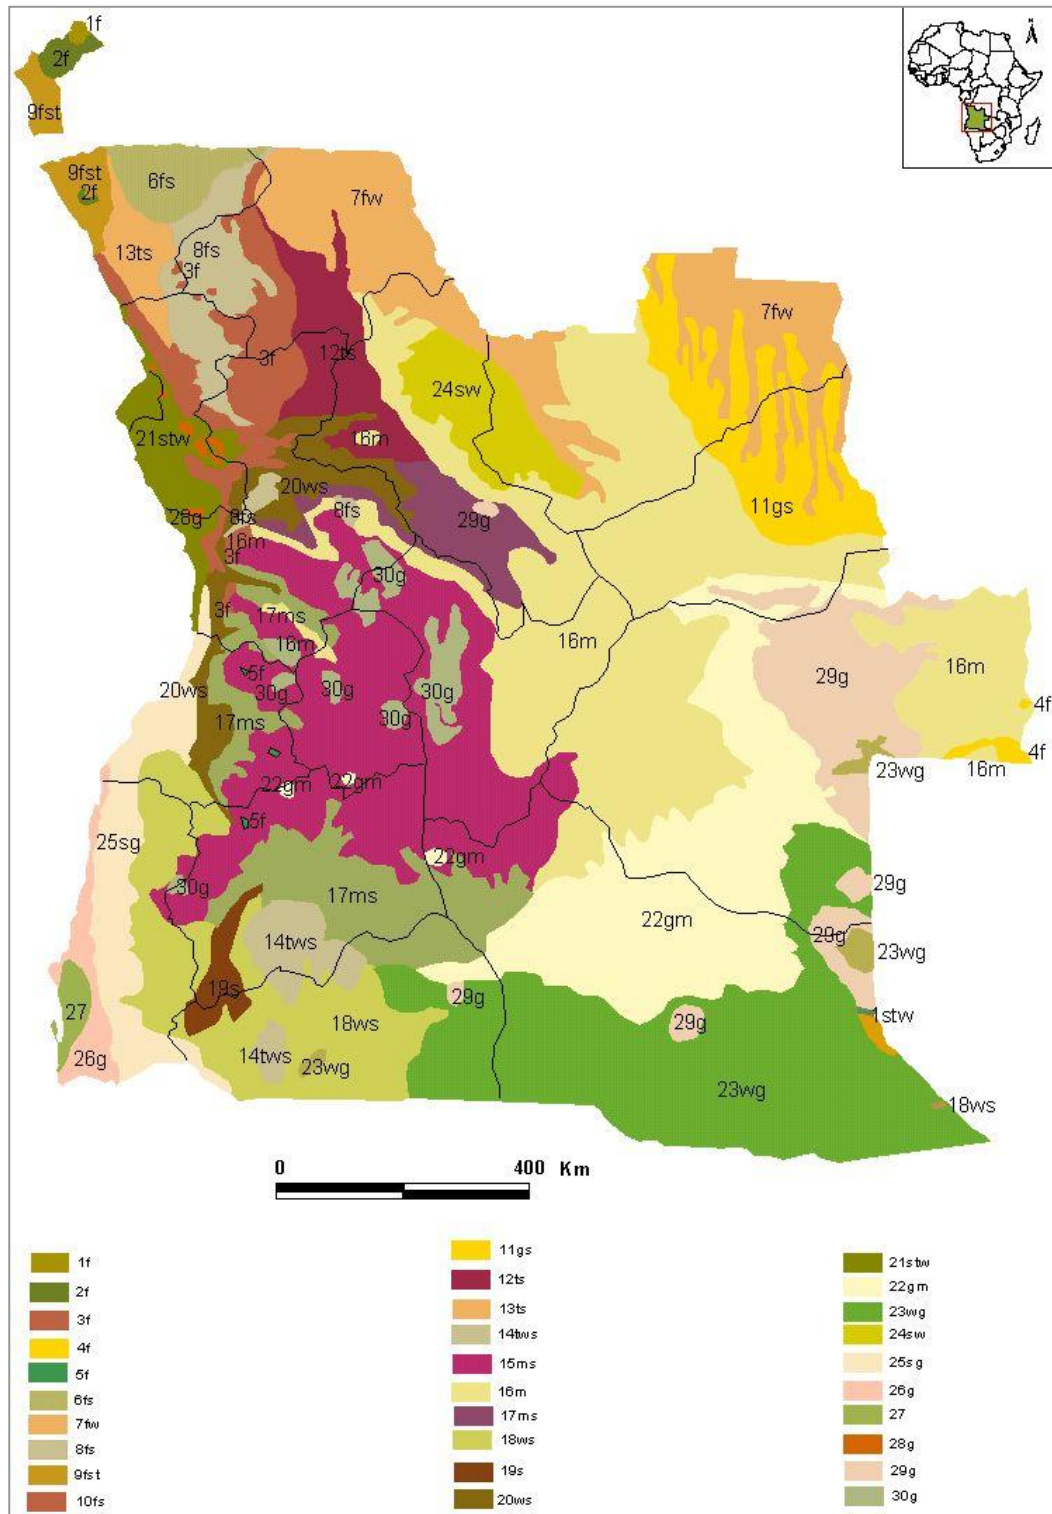 1f
2f
N
9fst
9fst
2f
6fs
7fw
13ts
8fs
3f
7fw
3f
12ts
24sw
21stw
16m
20ws
11gs
28g
8fs
8fs
29g
16m
3f
30g
3f
17ms
16m
16m
29g
16m
20ws
5f
30g
30g
30g
30g
4f
17ms
4f
23wg
16m
22gm
22gm
5f
25sg
22gm
30g
17ms
29g
22gm
14tws
29g
23wg
19s
29g
27
18ws
29g
1stw
26g
14tws
23wg
23wg
18ws
0 400 Km
1f
2f
3f
4f
5f
6fs
7fw
8fs
9fst
10fs
11gs
12ts
13ts
14tws
15ms
16m
17ms
18ws
19s
20ws
21stw
22gm
23wg
24sw
25sg
26g
27
28g
29g
30g